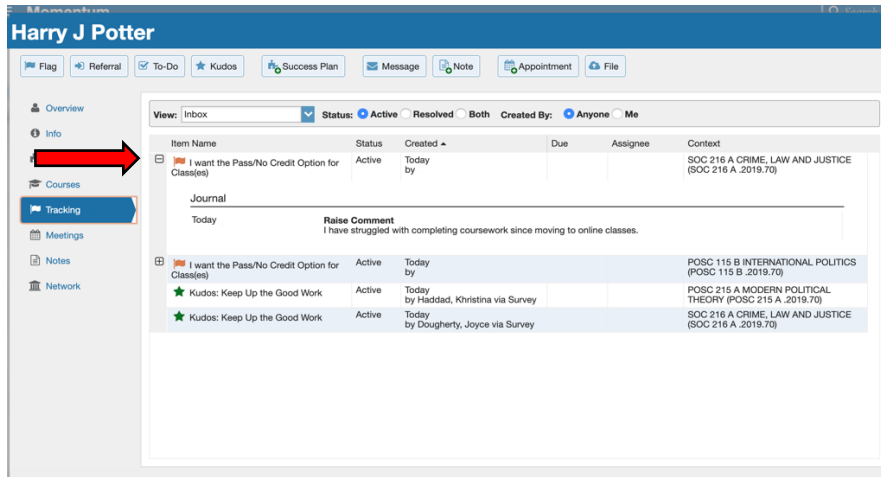 Momentum
Search
Harry J Potter
Flag Referral To-Do Kudos Success Plan Message Note Appointment File
Overview
Info
Courses
Tracking
Meetings
Notes
Network
View: Inbox Status: Active Resolved Both Created By: Anyone Me
Item Name Status Created Due Assignee Context
I want the Pass/No Credit Option for Active Today SOC 216 A CRIME, LAW AND JUSTICE
Class(es) by (SOC 216 A .2019.70)
Journal
Today Raise Comment
I have struggled with completing coursework since moving to online classes.
I want the Pass/No Credit Option for Active Today POSC 115 B INTERNATIONAL POLITICS
Class(es) by (POSC 115 B .2019.70)
Kudos: Keep Up the Good Work Active Today POSC 215 A MODERN POLITICAL
by Haddad, Khristina via Survey THEORY (POSC 215 A .2019.70)
Kudos: Keep Up the Good Work Active Today SOC 216 A CRIME, LAW AND JUSTICE
by Dougherty, Joyce via Survey (SOC 216 A .2019.70)